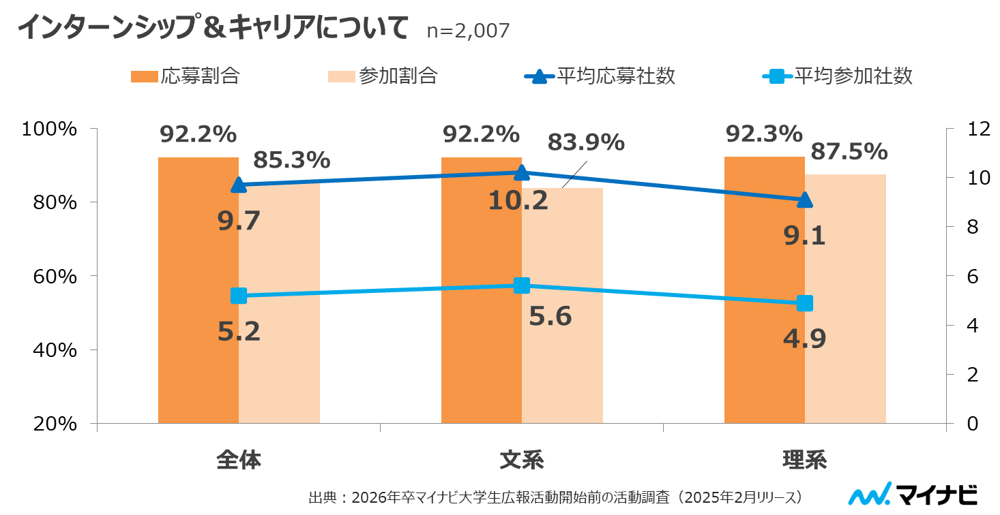 インターンシップ＆キャリアについて n=2,007
応募割合 参加割合 平均応募社数 平均参加社数
100% 92.2% 92.2% 83.9% 92.3% 87.5% 12
85.3% 10
80% 9.7 10.2 9.1 8
60% 6
40% 5.2 5.6 4.9 4
2
20% 0
全体 文系 理系
出典：2026年卒マイナビ大学生広報活動開始前の活動調査（2025年2月リリース） マイナビ